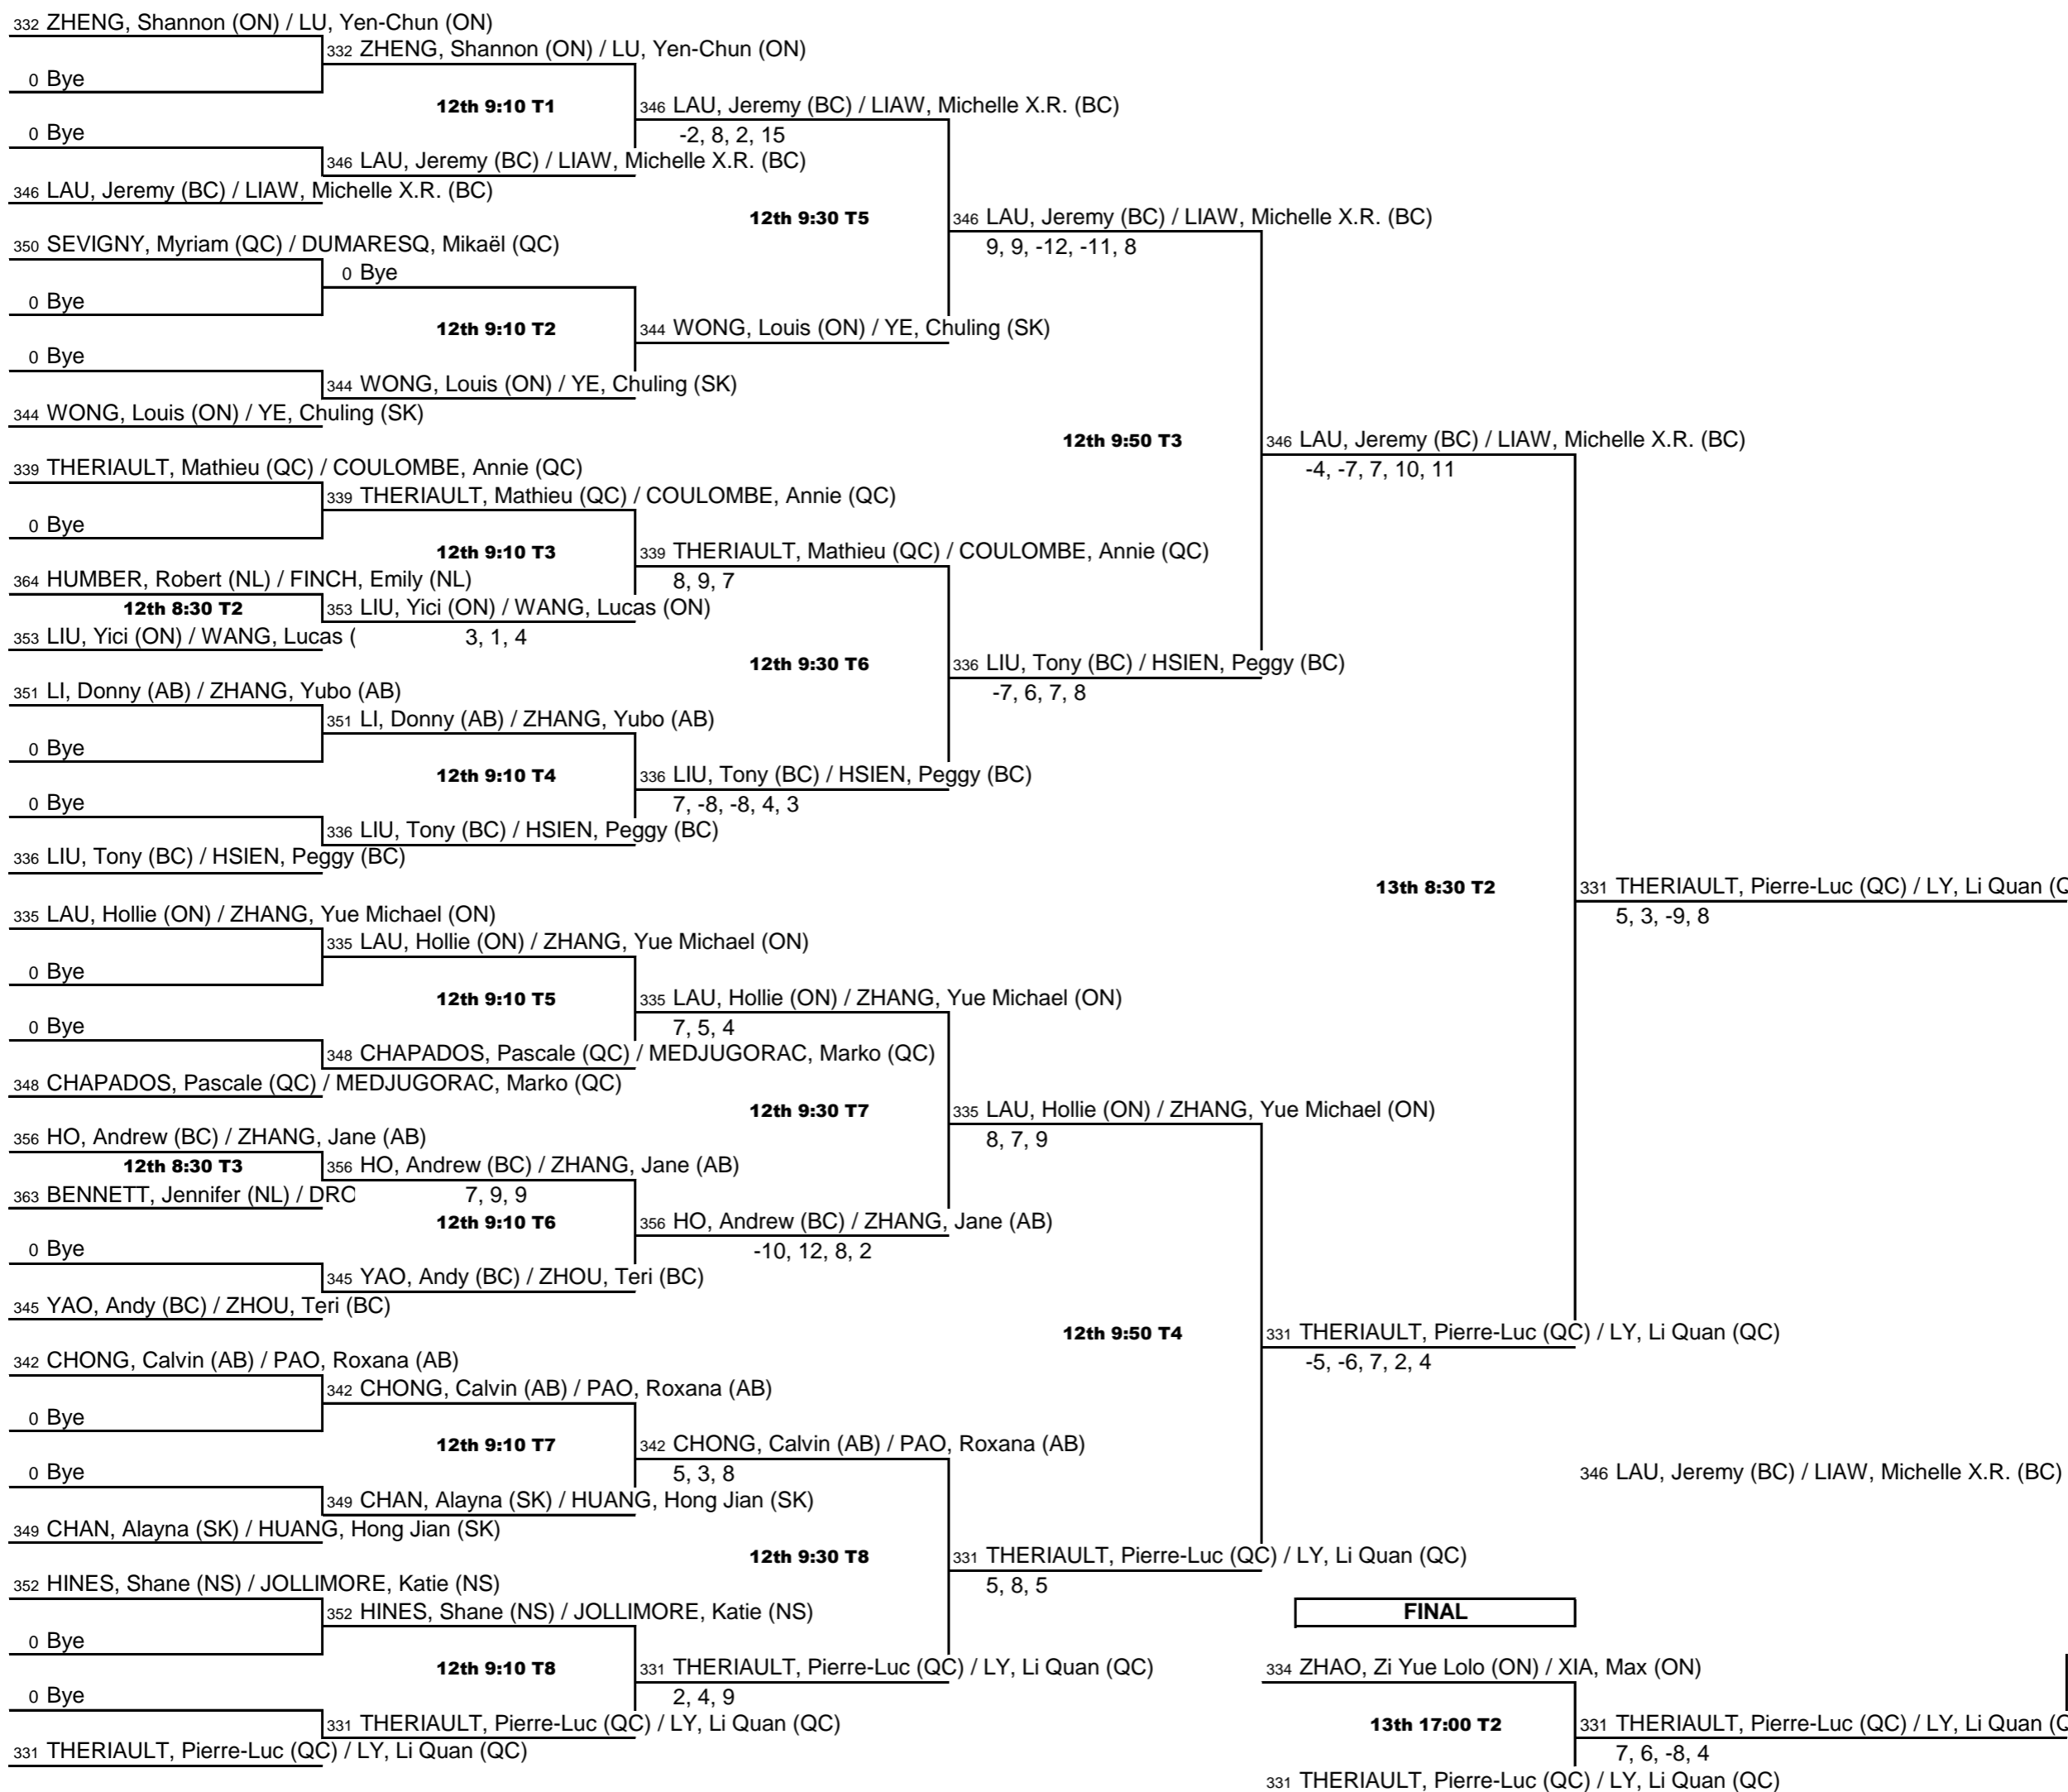 332 ZHENG, Shannon (ON) / LU, Yen-Chun (ON)
332 ZHENG, Shannon (ON) / LU, Yen-Chun (ON)
0 Bye
12th 9:10 T1
346 LAU, Jeremy (BC) / LIAW, Michelle X.R. (BC)
-2, 8, 2, 15
0 Bye
346 LAU, Jeremy (BC) / LIAW, Michelle X.R. (BC)
346 LAU, Jeremy (BC) / LIAW, Michelle X.R. (BC)
12th 9:30 T5
346 LAU, Jeremy (BC) / LIAW, Michelle X.R. (BC)
9, 9, -12, -11, 8
350 SEVIGNY, Myriam (QC) / DUMARESQ, Mikaël (QC)
0 Bye
0 Bye
12th 9:10 T2
344 WONG, Louis (ON) / YE, Chuling (SK)
0 Bye
344 WONG, Louis (ON) / YE, Chuling (SK)
344 WONG, Louis (ON) / YE, Chuling (SK)
12th 9:50 T3
346 LAU, Jeremy (BC) / LIAW, Michelle X.R. (BC)
-4, -7, 7, 10, 11
339 THERIAULT, Mathieu (QC) / COULOMBE, Annie (QC)
339 THERIAULT, Mathieu (QC) / COULOMBE, Annie (QC)
0 Bye
12th 9:10 T3
339 THERIAULT, Mathieu (QC) / COULOMBE, Annie (QC)
8, 9, 7
364 HUMBER, Robert (NL) / FINCH, Emily (NL)
12th 8:30 T2
353 LIU, Yici (ON) / WANG, Lucas (ON)
353 LIU, Yici (ON) / WANG, Lucas (
3, 1, 4
12th 9:30 T6
336 LIU, Tony (BC) / HSIEN, Peggy (BC)
-7, 6, 7, 8
351 LI, Donny (AB) / ZHANG, Yubo (AB)
351 LI, Donny (AB) / ZHANG, Yubo (AB)
0 Bye
12th 9:10 T4
336 LIU, Tony (BC) / HSIEN, Peggy (BC)
7, -8, -8, 4, 3
0 Bye
336 LIU, Tony (BC) / HSIEN, Peggy (BC)
336 LIU, Tony (BC) / HSIEN, Peggy (BC)
13th 8:30 T2
331 THERIAULT, Pierre-Luc (QC) / LY, Li Quan (
5, 3, -9, 8
335 LAU, Hollie (ON) / ZHANG, Yue Michael (ON)
335 LAU, Hollie (ON) / ZHANG, Yue Michael (ON)
0 Bye
12th 9:10 T5
335 LAU, Hollie (ON) / ZHANG, Yue Michael (ON)
7, 5, 4
0 Bye
348 CHAPADOS, Pascale (QC) / MEDJUGORAC, Marko (QC)
348 CHAPADOS, Pascale (QC) / MEDJUGORAC, Marko (QC)
12th 9:30 T7
335 LAU, Hollie (ON) / ZHANG, Yue Michael (ON)
8, 7, 9
356 HO, Andrew (BC) / ZHANG, Jane (AB)
12th 8:30 T3
356 HO, Andrew (BC) / ZHANG, Jane (AB)
363 BENNETT, Jennifer (NL) / DRO
7, 9, 9
12th 9:10 T6
356 HO, Andrew (BC) / ZHANG, Jane (AB)
-10, 12, 8, 2
0 Bye
345 YAO, Andy (BC) / ZHOU, Teri (BC)
345 YAO, Andy (BC) / ZHOU, Teri (BC)
12th 9:50 T4
331 THERIAULT, Pierre-Luc (QC) / LY, Li Quan (QC)
-5, -6, 7, 2, 4
342 CHONG, Calvin (AB) / PAO, Roxana (AB)
342 CHONG, Calvin (AB) / PAO, Roxana (AB)
0 Bye
12th 9:10 T7
342 CHONG, Calvin (AB) / PAO, Roxana (AB)
5, 3, 8
0 Bye
346 LAU, Jeremy (BC) / LIAW, Michelle X.R. (BC)
349 CHAN, Alayna (SK) / HUANG, Hong Jian (SK)
349 CHAN, Alayna (SK) / HUANG, Hong Jian (SK)
12th 9:30 T8
331 THERIAULT, Pierre-Luc (QC) / LY, Li Quan (QC)
5, 8, 5
352 HINES, Shane (NS) / JOLLIMORE, Katie (NS)
352 HINES, Shane (NS) / JOLLIMORE, Katie (NS)
FINAL
0 Bye
12th 9:10 T8
331 THERIAULT, Pierre-Luc (QC) / LY, Li Quan (QC)
2, 4, 9
334 ZHAO, Zi Yue Lolo (ON) / XIA, Max (ON)
0 Bye
331 THERIAULT, Pierre-Luc (QC) / LY, Li Quan (QC)
331 THERIAULT, Pierre-Luc (QC) / LY, Li Quan (QC)
13th 17:00 T2
331 THERIAULT, Pierre-Luc (QC) / LY, Li Quan (
7, 6, -8, 4
331 THERIAULT, Pierre-Luc (QC) / LY, Li Quan (QC)